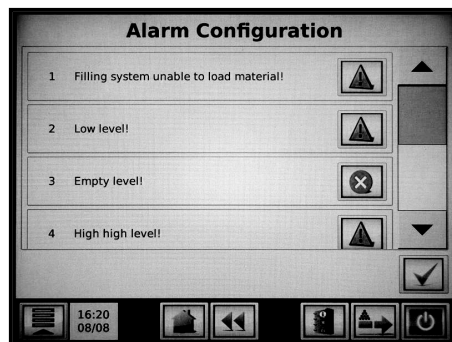 Alarm Configuration
1 Filling system unable to load material!
2 Low level!
3 Empty level!
4 High high level!
16:20
08/08